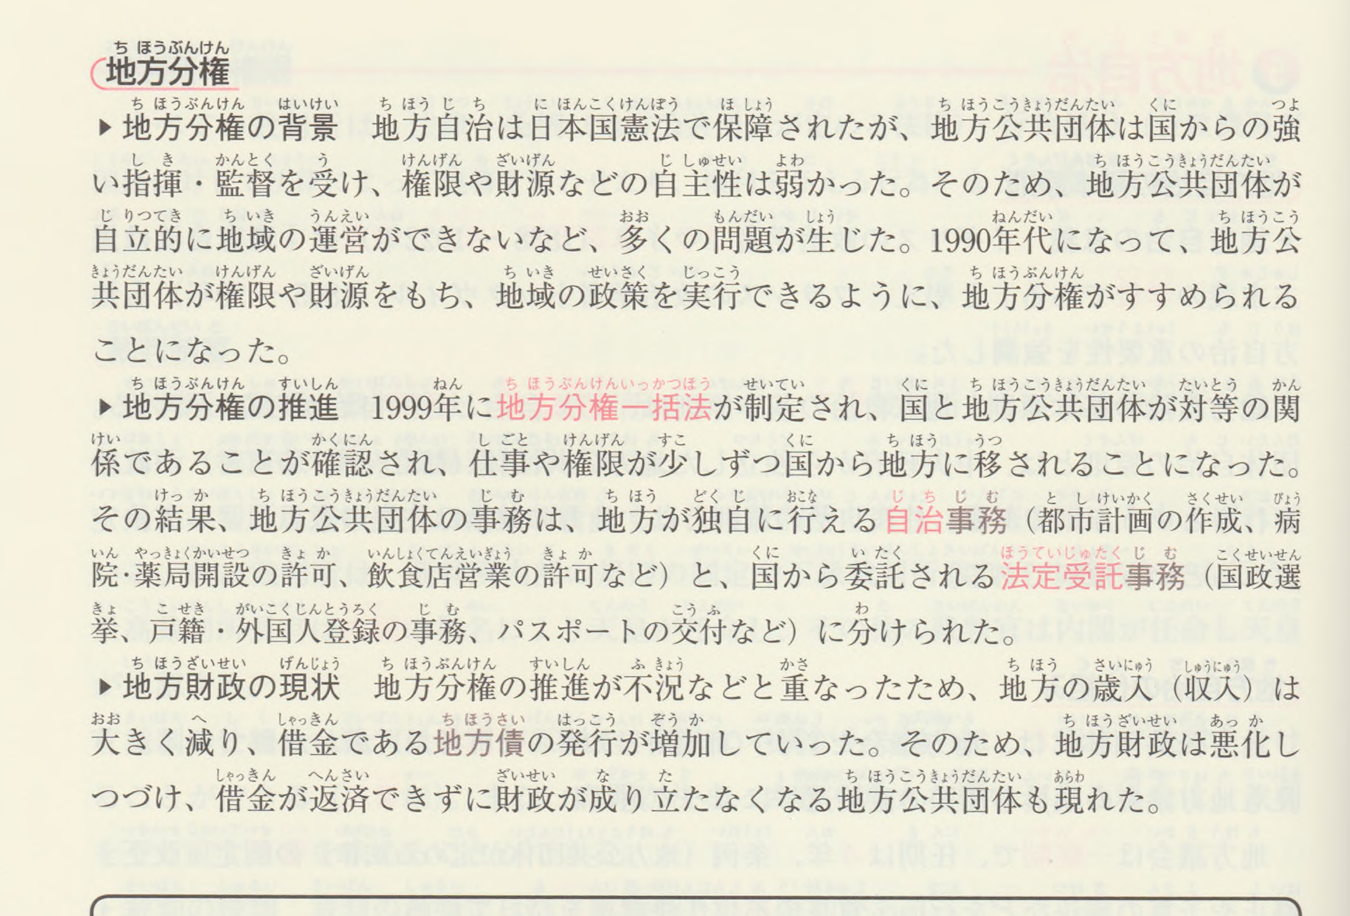 地方分権
▶地方分権の背景　地方自治は日本国憲法で保障されたが、地方公共団体は国からの強
い指揮・監督を受け、権限や財源などの自主性は弱かった。そのため、地方公共団体が
自立的に地域の運営ができないなど、多くの問題が生じた。1990年代になって、地方公
共団体が権限や財源をもち、地域の政策を実行できるように、地方分権がすすめられる
ことになった。
▶地方分権の推進　1999年に地方分権一括法が制定され、国と地方公共団体が対等の関
係であることが確認され、仕事や権限が少しずつ国から地方に移されることになった。
その結果、地方公共団体の事務は、地方が独自に行える自治事務（都市計画の作成、病
院・薬局開設の許可、飲食店営業の許可など）と、国から委託される法定受託事務（国政選
挙、戸籍・外国人登録の事務、パスポートの交付など）に分けられた。
▶地方財政の現状　地方分権の推進が不況などと重なったため、地方の歳入（収入）は
大きく減り、借金である地方債の発行が増加していった。そのため、地方財政は悪化し
つづけ、借金が返済できずに財政が成り立たなくなる地方公共団体も現れた。